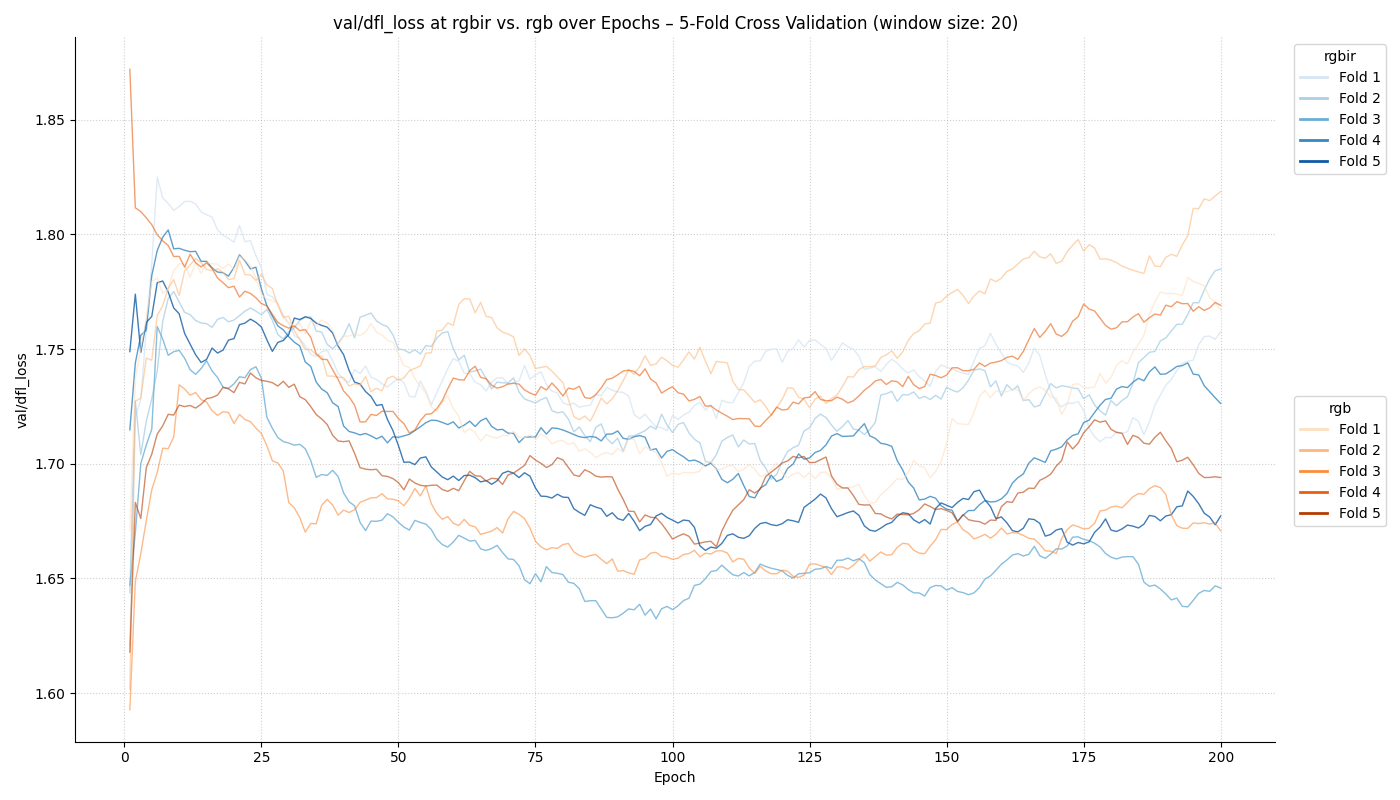 val/dfl_loss at rgbir vs. rgb over Epochs – 5-Fold Cross Validation (window size: 20)
val/dfl_loss
1.85
1.80
1.75
1.70
1.65
1.60
0
25
50
75
100
125
150
175
200
Epoch
rgbir
Fold 1
Fold 2
Fold 3
Fold 4
Fold 5
rgb
Fold 1
Fold 2
Fold 3
Fold 4
Fold 5